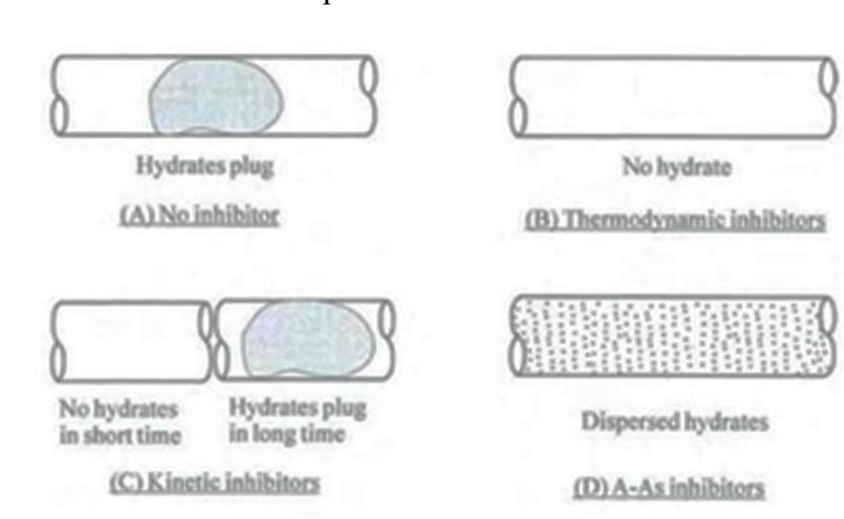 Hydrates plug
(A) No inhibitor
No hydrate
(B) Thermodynamic inhibitors
No hydrates
in short time
Hydrates plug
in long time
(C) Kinetic inhibitors
Dispersed hydrates
(D) A-As inhibitors